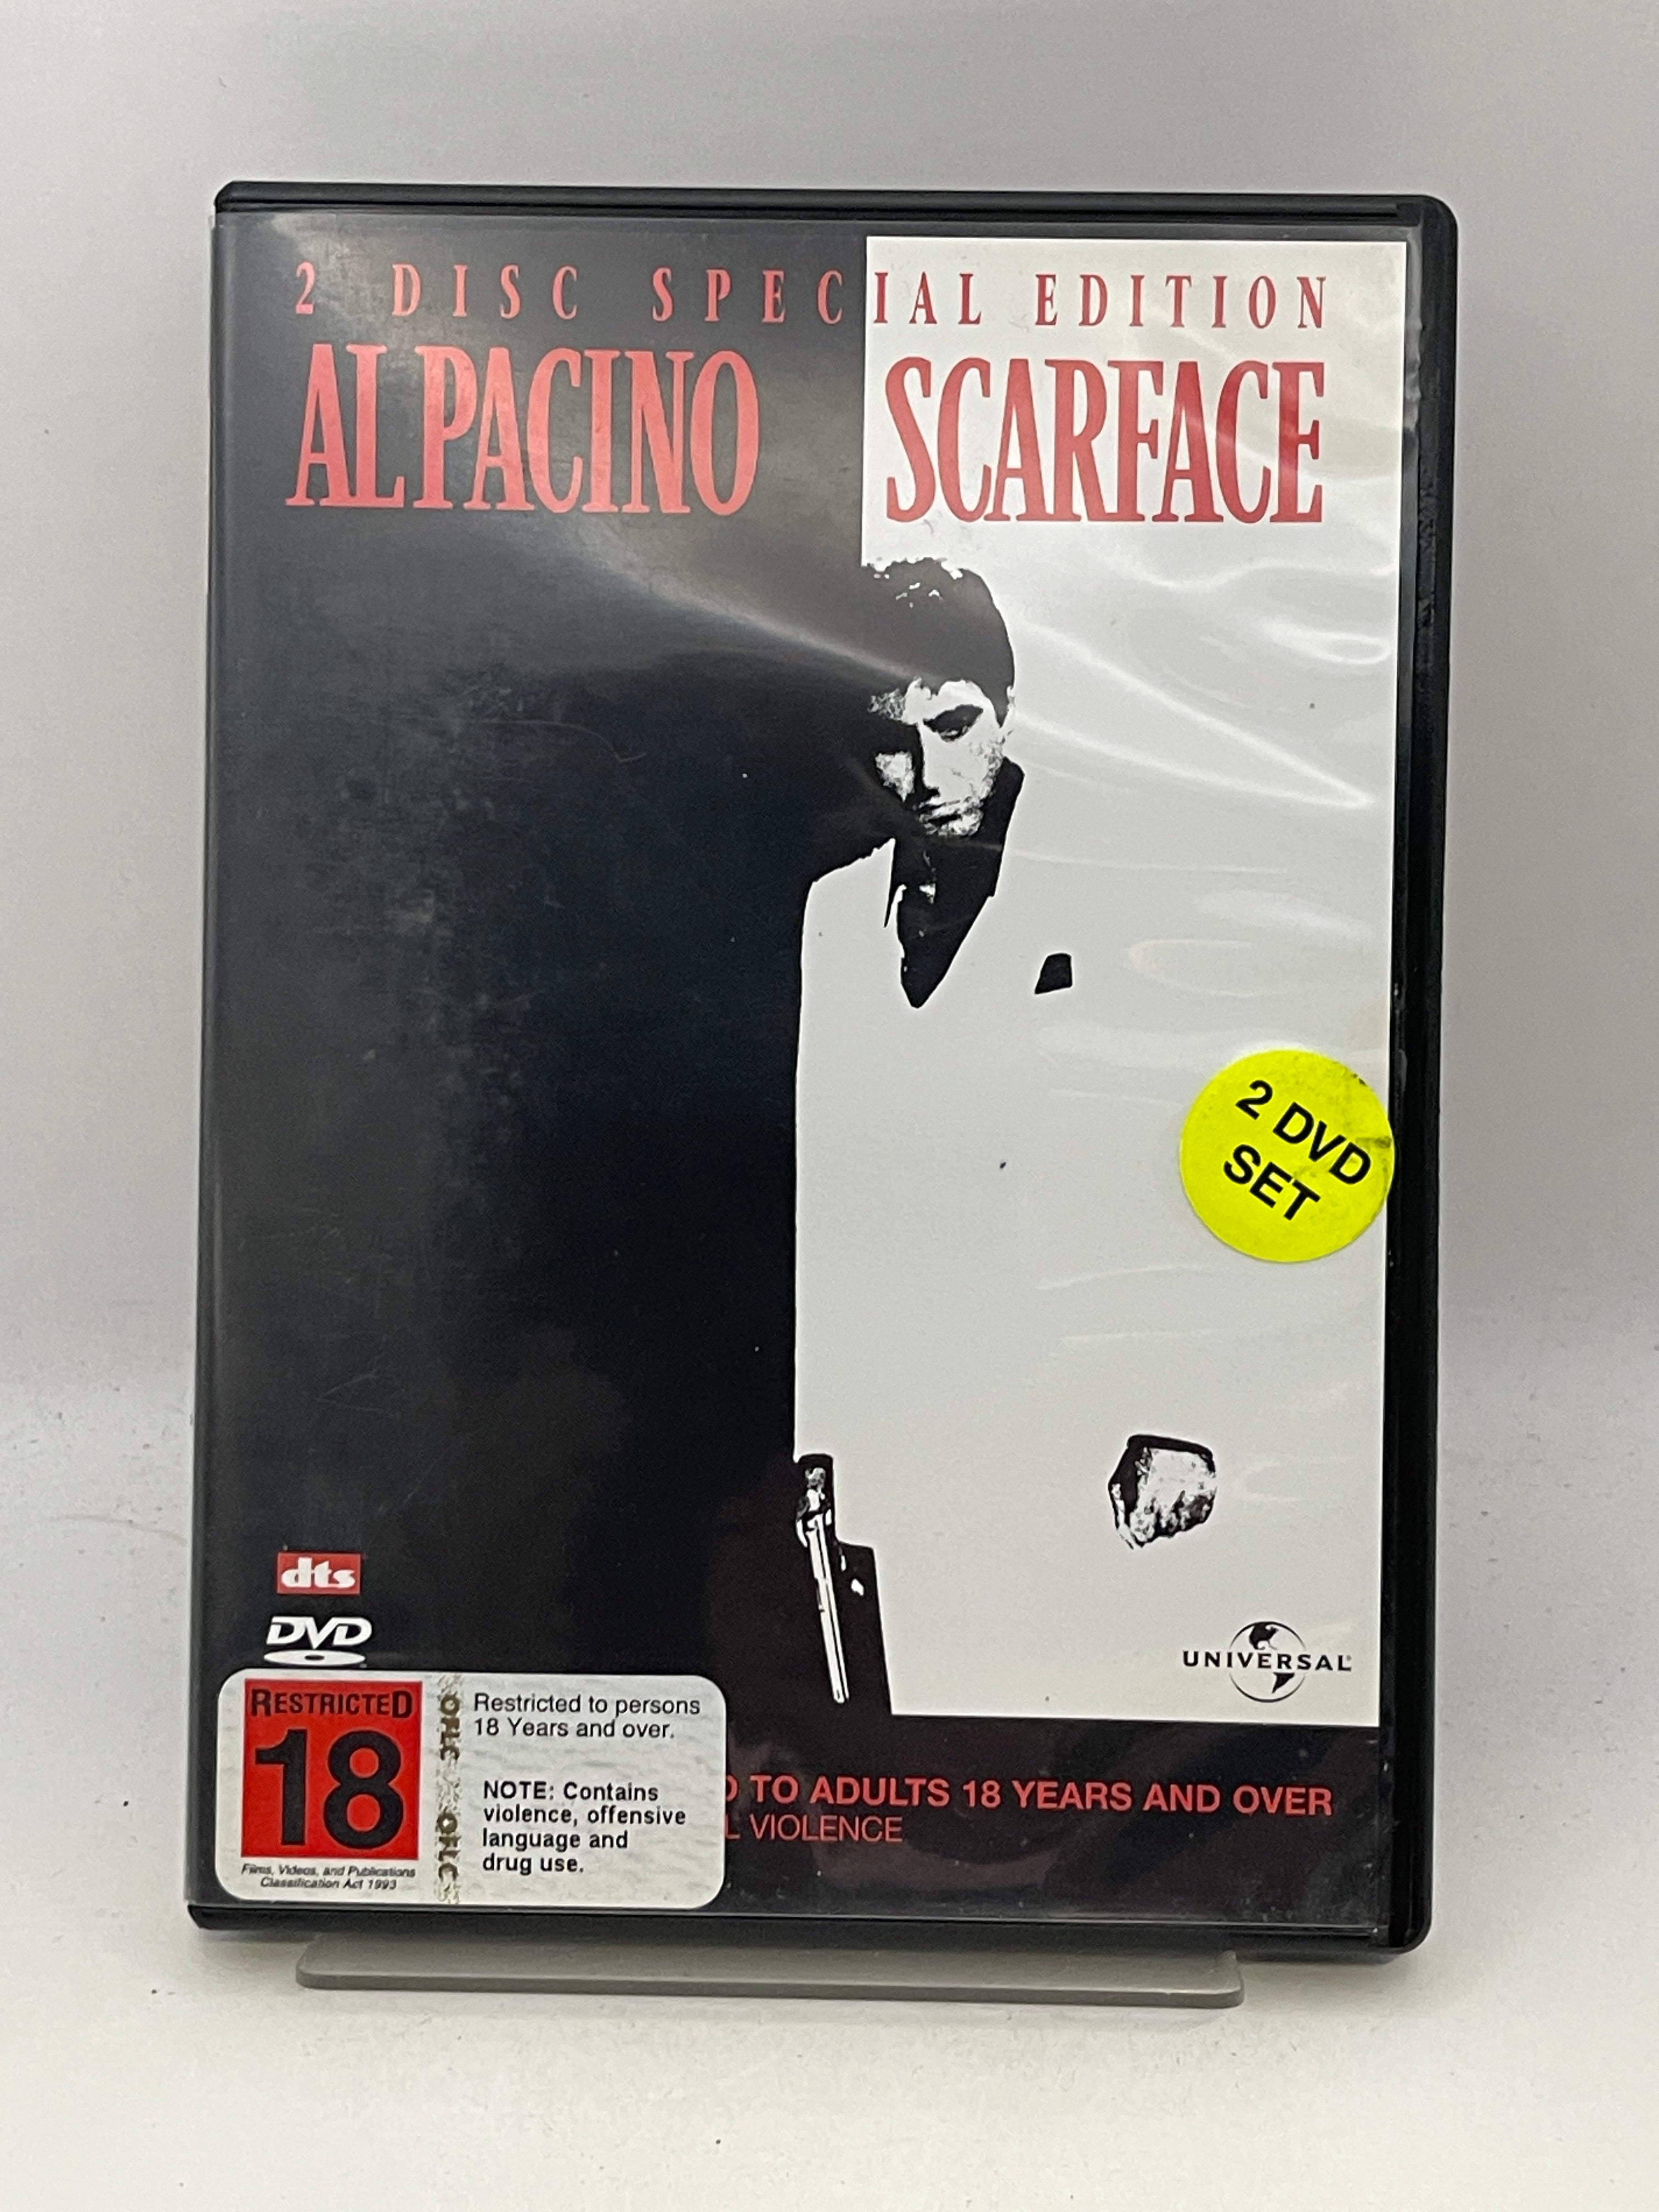 2 DISC SPECIAL EDITION
AL PACINO SCARFACE
2 DVD
SET
dts
DVD
UNIVERSAL
RESTRICTED
18
Films, Videos, and Publications
Classification Act 1993
OFLC OFLC
Restricted to persons
18 Years and over.
NOTE: Contains
violence, offensive
language and
drug use.
TO ADULTS 18 YEARS AND OVER
VIOLENCE